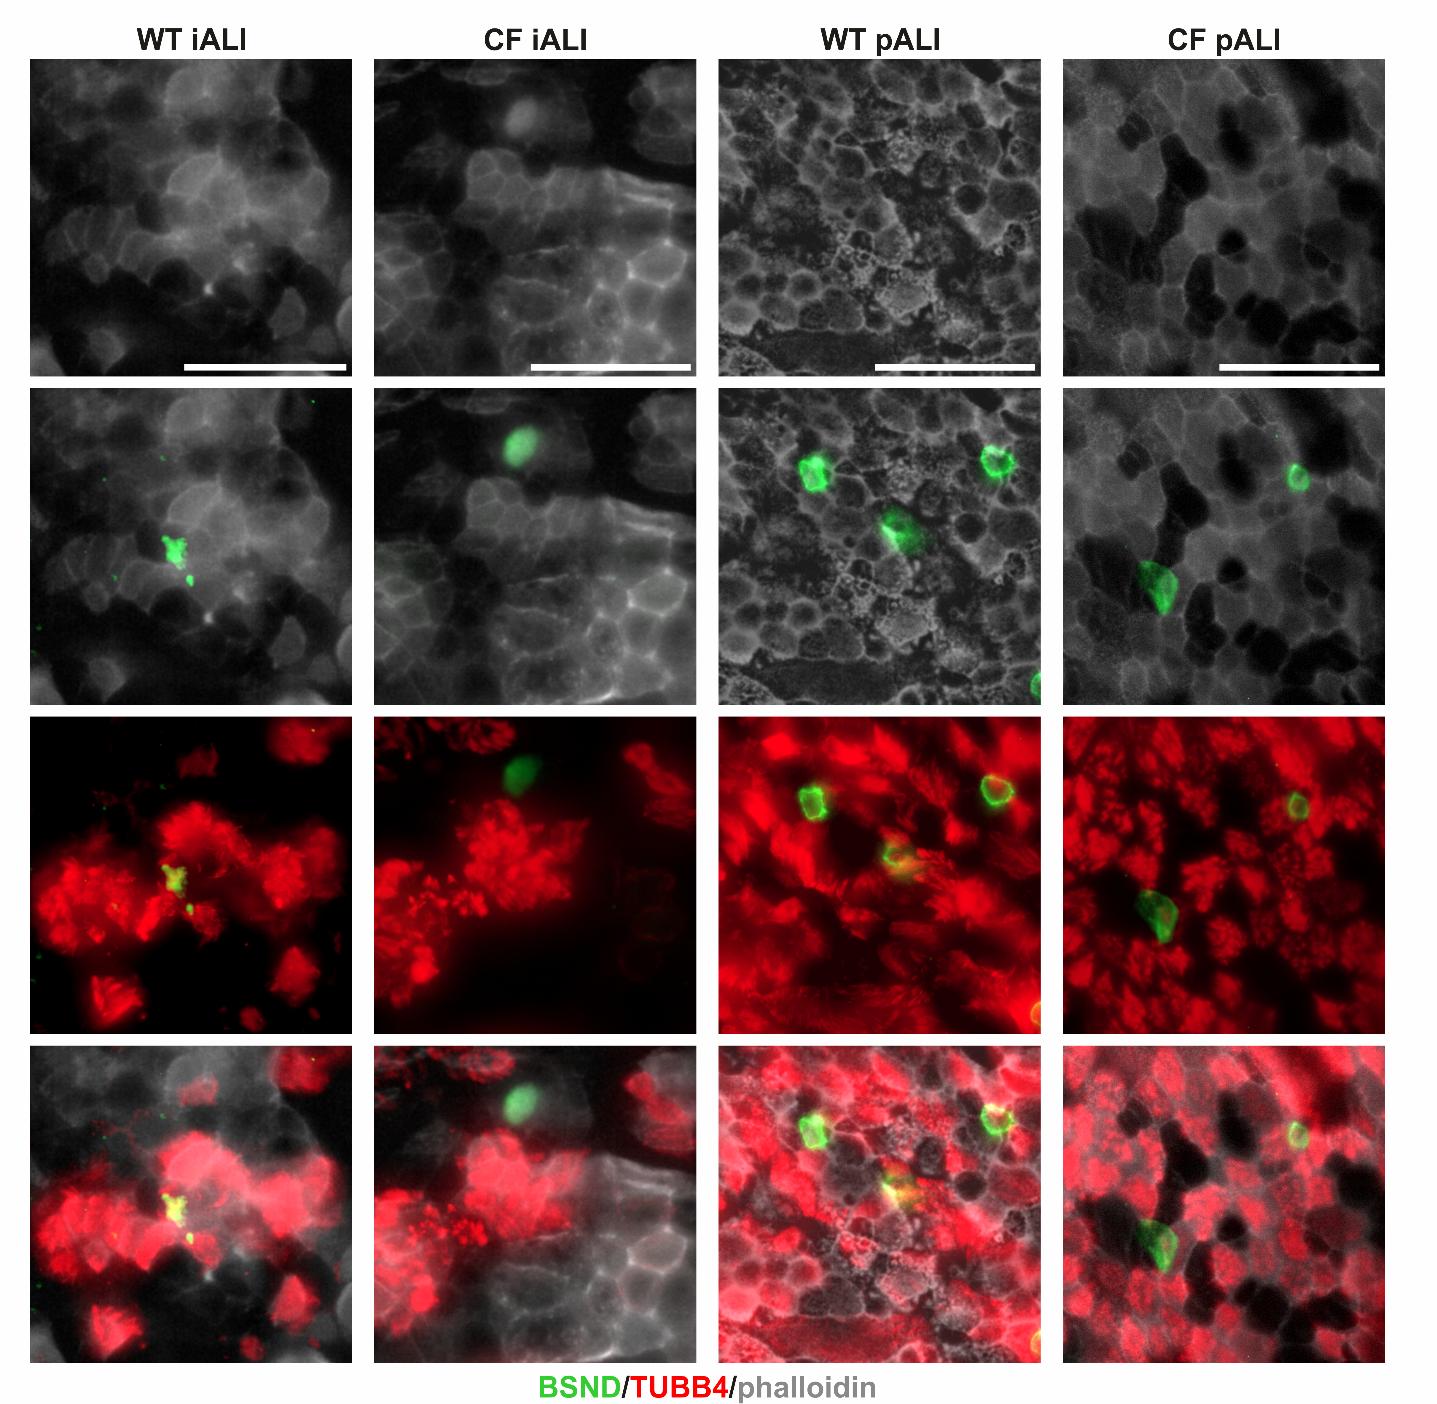 WT iALI CF iALI WT pALI CF pALI
BSND/TUBB4/phalloidin